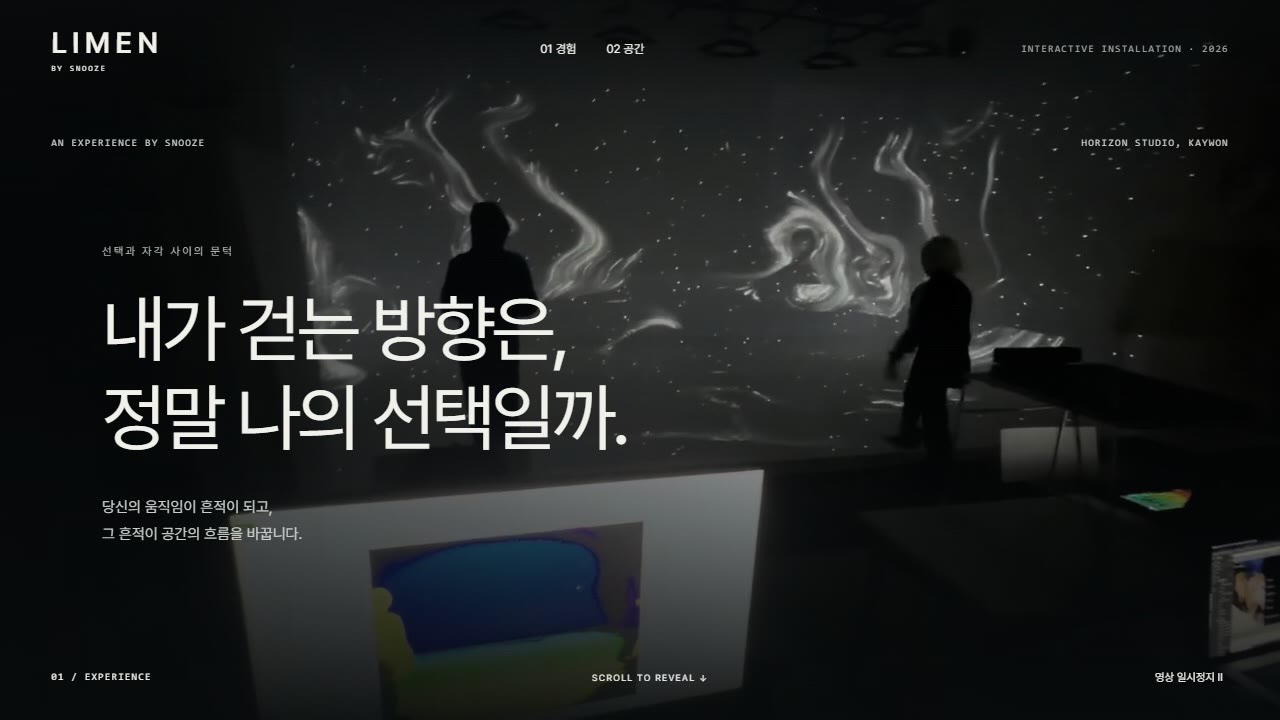 LIMEN
BY SNOOZE
01 경험 02 공간
INTERACTIVE INSTALLATION · 2026
AN EXPERIENCE BY SNOOZE
HORIZON STUDIO, KAYWON
선택과 자각 사이의 문턱
내가 걷는 방향은,
정말 나의 선택일까.
당신의 움직임이 흔적이 되고,
그 흔적이 공간의 흐름을 바꿉니다.
01 / EXPERIENCE
SCROLL TO REVEAL ↓
영상 일시정지 Ⅱ